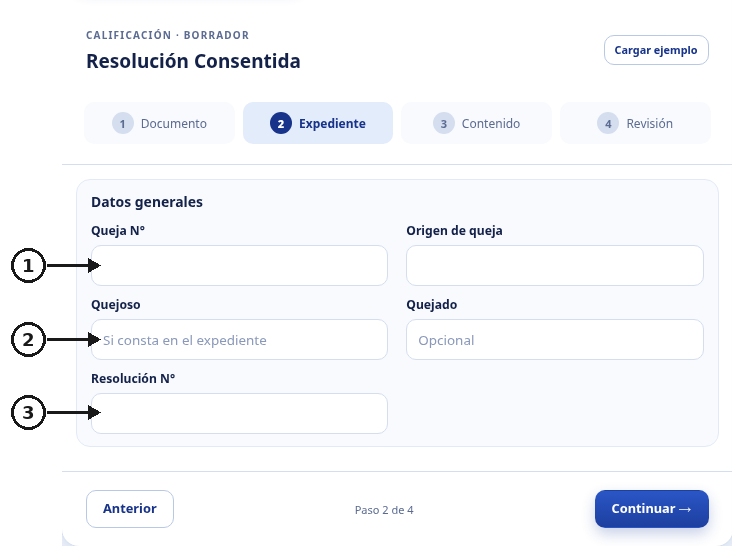 CALIFICACIÓN · BORRADOR
Resolución Consentida
Cargar ejemplo
1 Documento
2 Expediente
3 Contenido
4 Revisión
Datos generales
Queja N° Origen de queja
1
Quejoso Quejado
2 Si consta en el expediente Opcional
Resolución N°
3
Anterior Paso 2 de 4 Continuar →